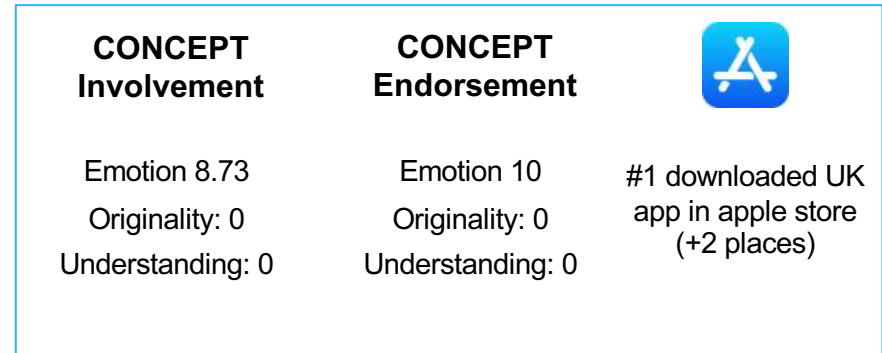 CONCEPT
Involvement
Emotion 8.73
Originality: 0
Understanding: 0
CONCEPT
Endorsement
Emotion 10
Originality: 0
Understanding: 0
#1 downloaded UK
app in apple store
(+2 places)